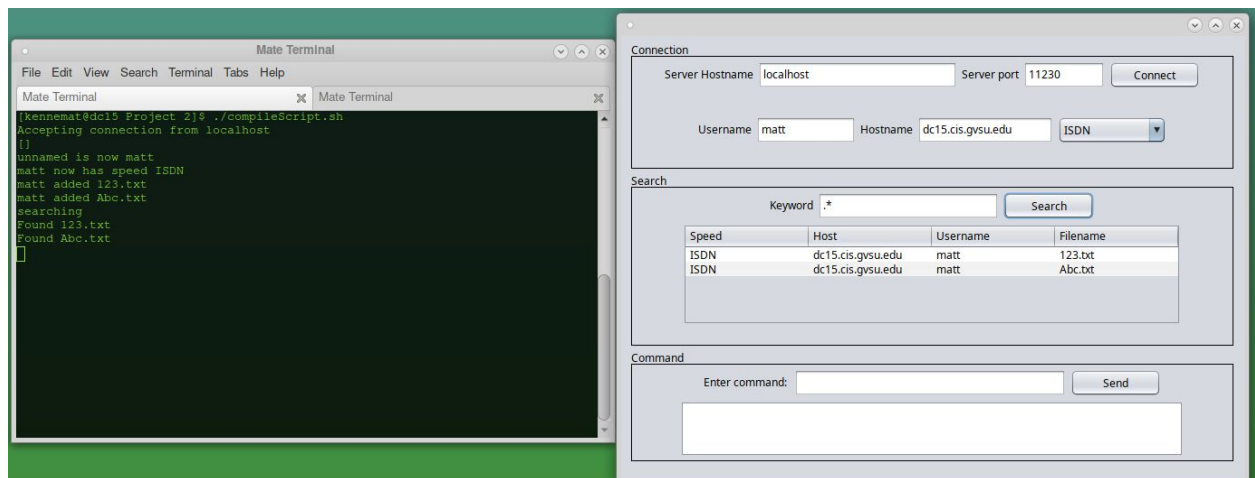 Mate Terminal
File Edit View Search Terminal Tabs Help
Mate Terminal
Mate Terminal
[kennemat@dc15 Project 2]$ ./compileScript.sh
Accepting connection from localhost
[]
unnamed is now matt
matt now has speed ISDN
matt added 123.txt
matt added Abc.txt
searching
Found 123.txt
Found Abc.txt
Connection
Server Hostname localhost Server port 11230 Connect
Username matt Hostname dc15.cis.gvsu.edu ISDN
Search
Keyword .* Search
Speed Host Username Filename
ISDN dc15.cis.gvsu.edu matt 123.txt
ISDN dc15.cis.gvsu.edu matt Abc.txt
Command
Enter command: Send